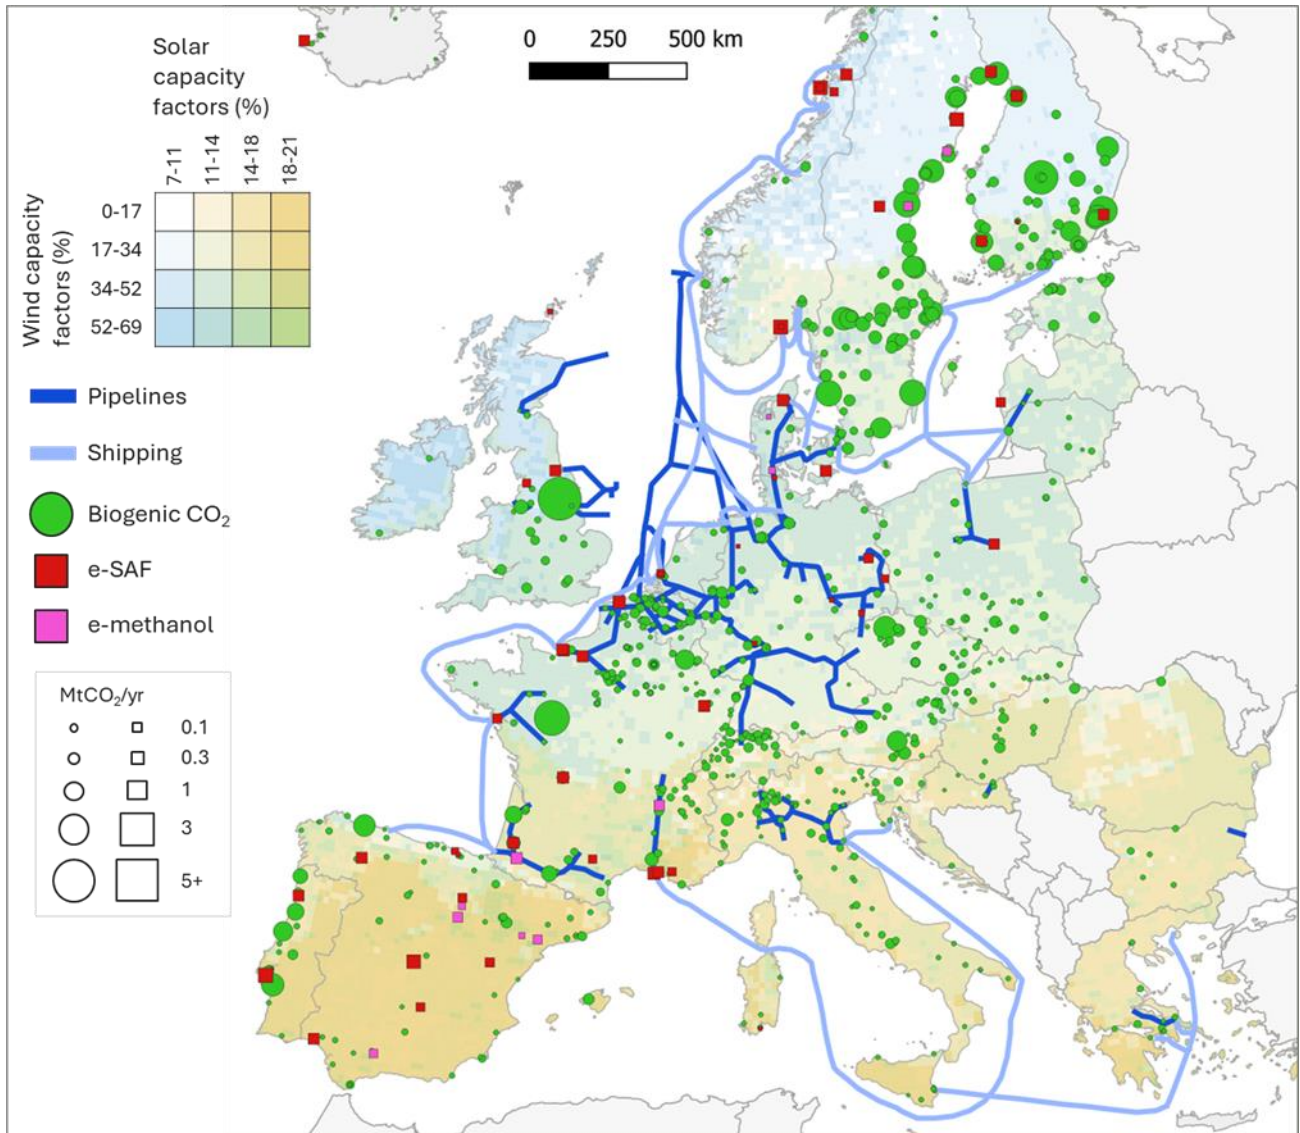 Solar
capacity
factors (%)
0 250 500 km
7-11 11-14 14-18 18-21
Wind capacity
factors (%)
0-17
17-34
34-52
52-69
Pipelines
Shipping
Biogenic CO₂
e-SAF
e-methanol
MtCO₂/yr
0.1
0.3
1
3
5+